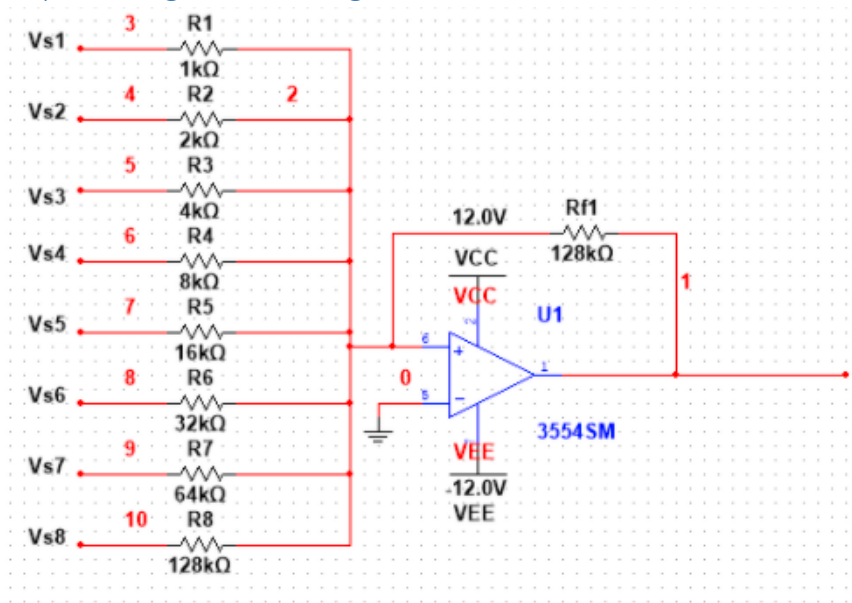 3 R1
Vs1
1kΩ
4 R2 2
Vs2
2kΩ
5 R3
Vs3
4kΩ
12.0V Rf1
6 R4
Vs4
128kΩ
VCC
8kΩ
VCC 1
7 R5
U1
Vs5
2
16kΩ
6
+
8 R6 0
1
Vs6
5
−
32kΩ
3554SM
9 R7
VEE
Vs7
7
64kΩ
-12.0V
10 R8
VEE
Vs8
128kΩ